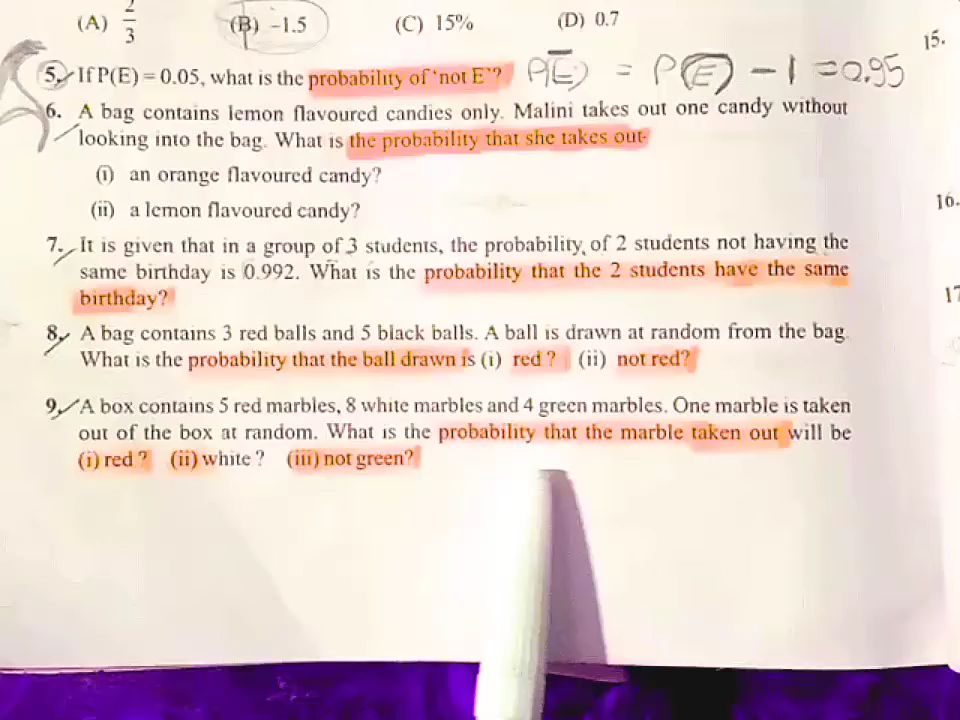 (A) 2/3 (B) -1.5 (C) 15% (D) 0.7
15.
5. If P(E) = 0.05, what is the probability of 'not E'? P(E̅) = P(E̅) - 1 = 0.95
6. A bag contains lemon flavoured candies only. Malini takes out one candy without
looking into the bag. What is the probability that she takes out
(i) an orange flavoured candy?
(ii) a lemon flavoured candy?
16.
7. It is given that in a group of 3 students, the probability of 2 students not having the
same birthday is 0.992. What is the probability that the 2 students have the same
birthday?
17
8. A bag contains 3 red balls and 5 black balls. A ball is drawn at random from the bag.
What is the probability that the ball drawn is (i) red ? (ii) not red?
9. A box contains 5 red marbles, 8 white marbles and 4 green marbles. One marble is taken
out of the box at random. What is the probability that the marble taken out will be
(i) red ? (ii) white ? (iii) not green?